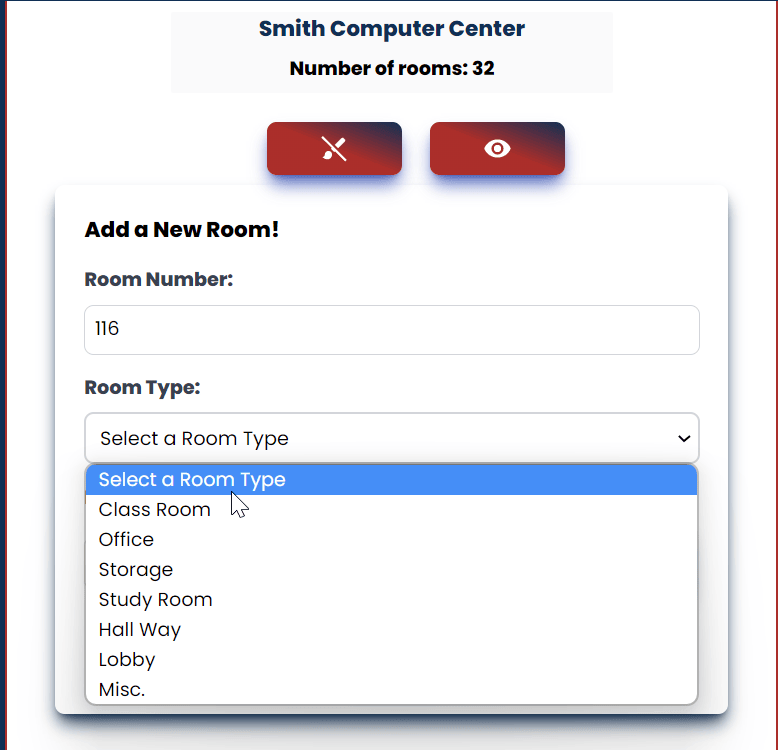 Smith Computer Center
Number of rooms: 32
Add a New Room!
Room Number:
116
Room Type:
Select a Room Type
Select a Room Type
Class Room
Office
Storage
Study Room
Hall Way
Lobby
Misc.